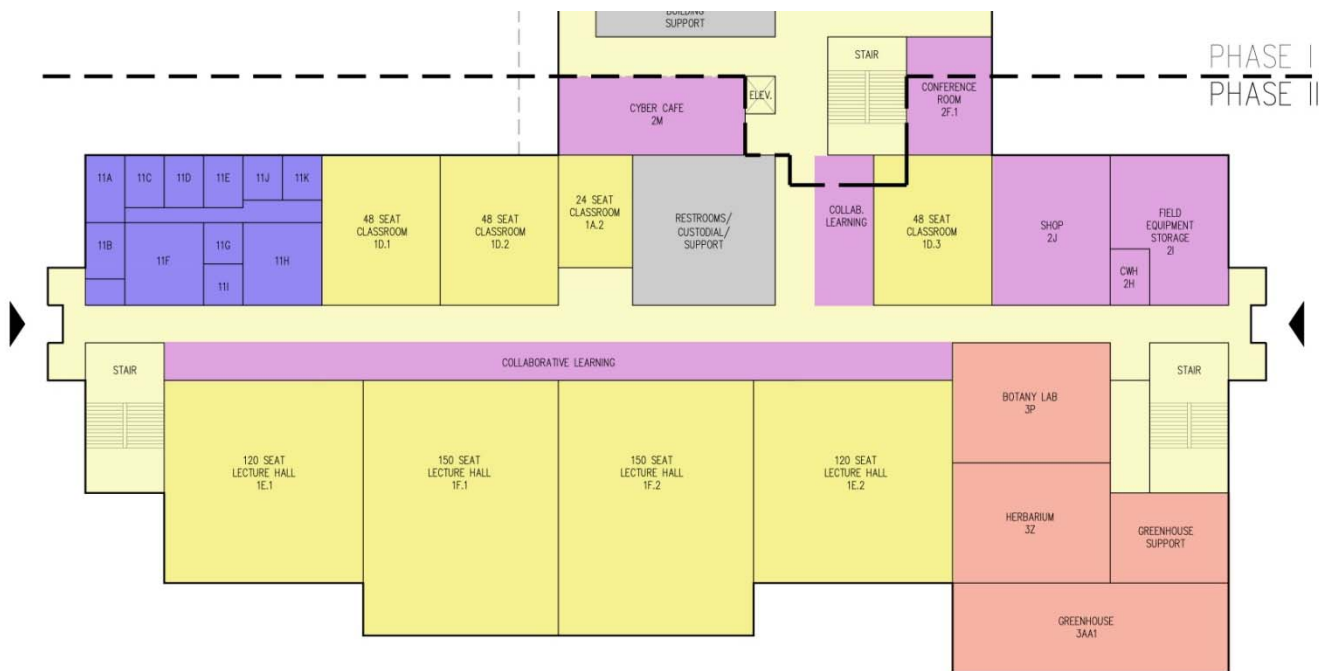 BUILDING
SUPPORT
STAIR
PHASE I
PHASE II
ELEV.
CONFERENCE
ROOM
2F.1
CYBER CAFE
2M
11A
11C
11D
11E
11J
11K
11B
11F
11G
11I
11H
48 SEAT
CLASSROOM
1D.1
48 SEAT
CLASSROOM
1D.2
24 SEAT
CLASSROOM
1A.2
RESTROOMS/
CUSTODIAL/
SUPPORT
COLLAB.
LEARNING
48 SEAT
CLASSROOM
1D.3
SHOP
2J
FIELD
EQUIPMENT
STORAGE
2I
CWH
2H
STAIR
COLLABORATIVE LEARNING
BOTANY LAB
3P
STAIR
120 SEAT
LECTURE HALL
1E.1
150 SEAT
LECTURE HALL
1F.1
150 SEAT
LECTURE HALL
1F.2
120 SEAT
LECTURE HALL
1E.2
HERBARIUM
3Z
GREENHOUSE
SUPPORT
GREENHOUSE
3AA1